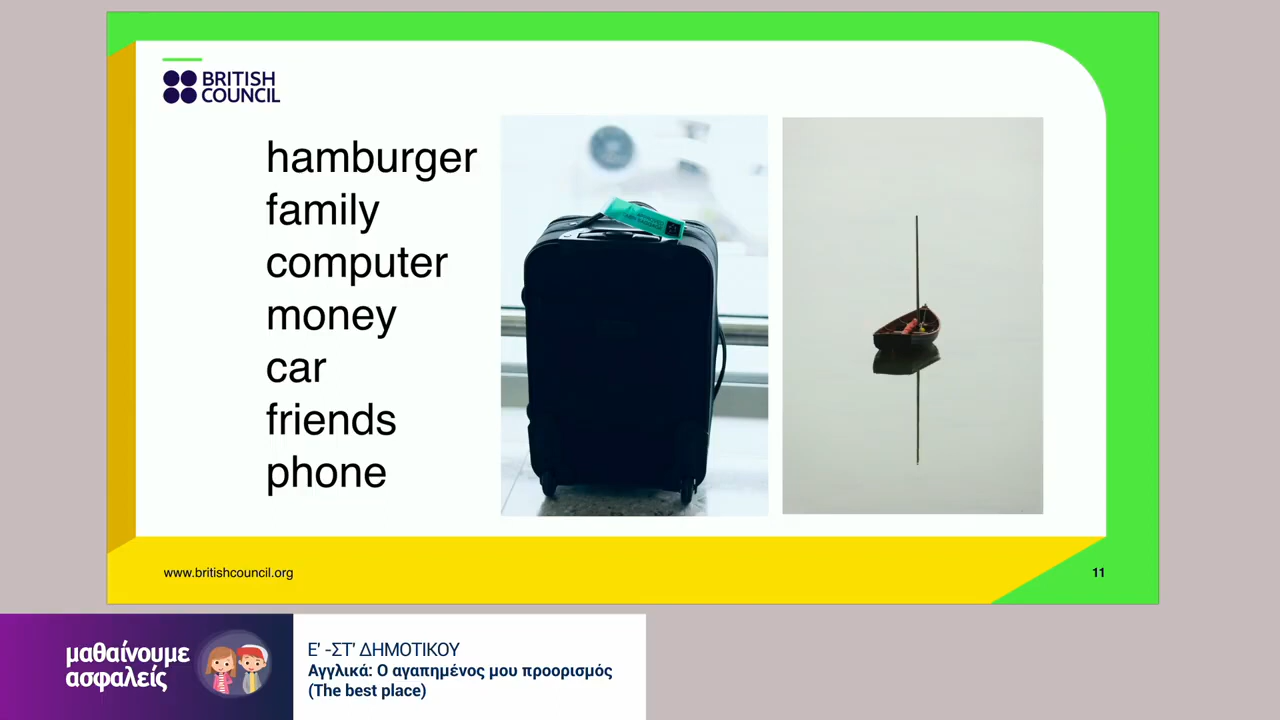 BRITISH
COUNCIL
hamburger
family
computer
money
car
friends
phone
www.britishcouncil.org
11
μαθαίνουμε
ασφαλείς
Ε' -ΣΤ' ΔΗΜΟΤΙΚΟΥ
Αγγλικά: Ο αγαπημένος μου προορισμός
(The best place)